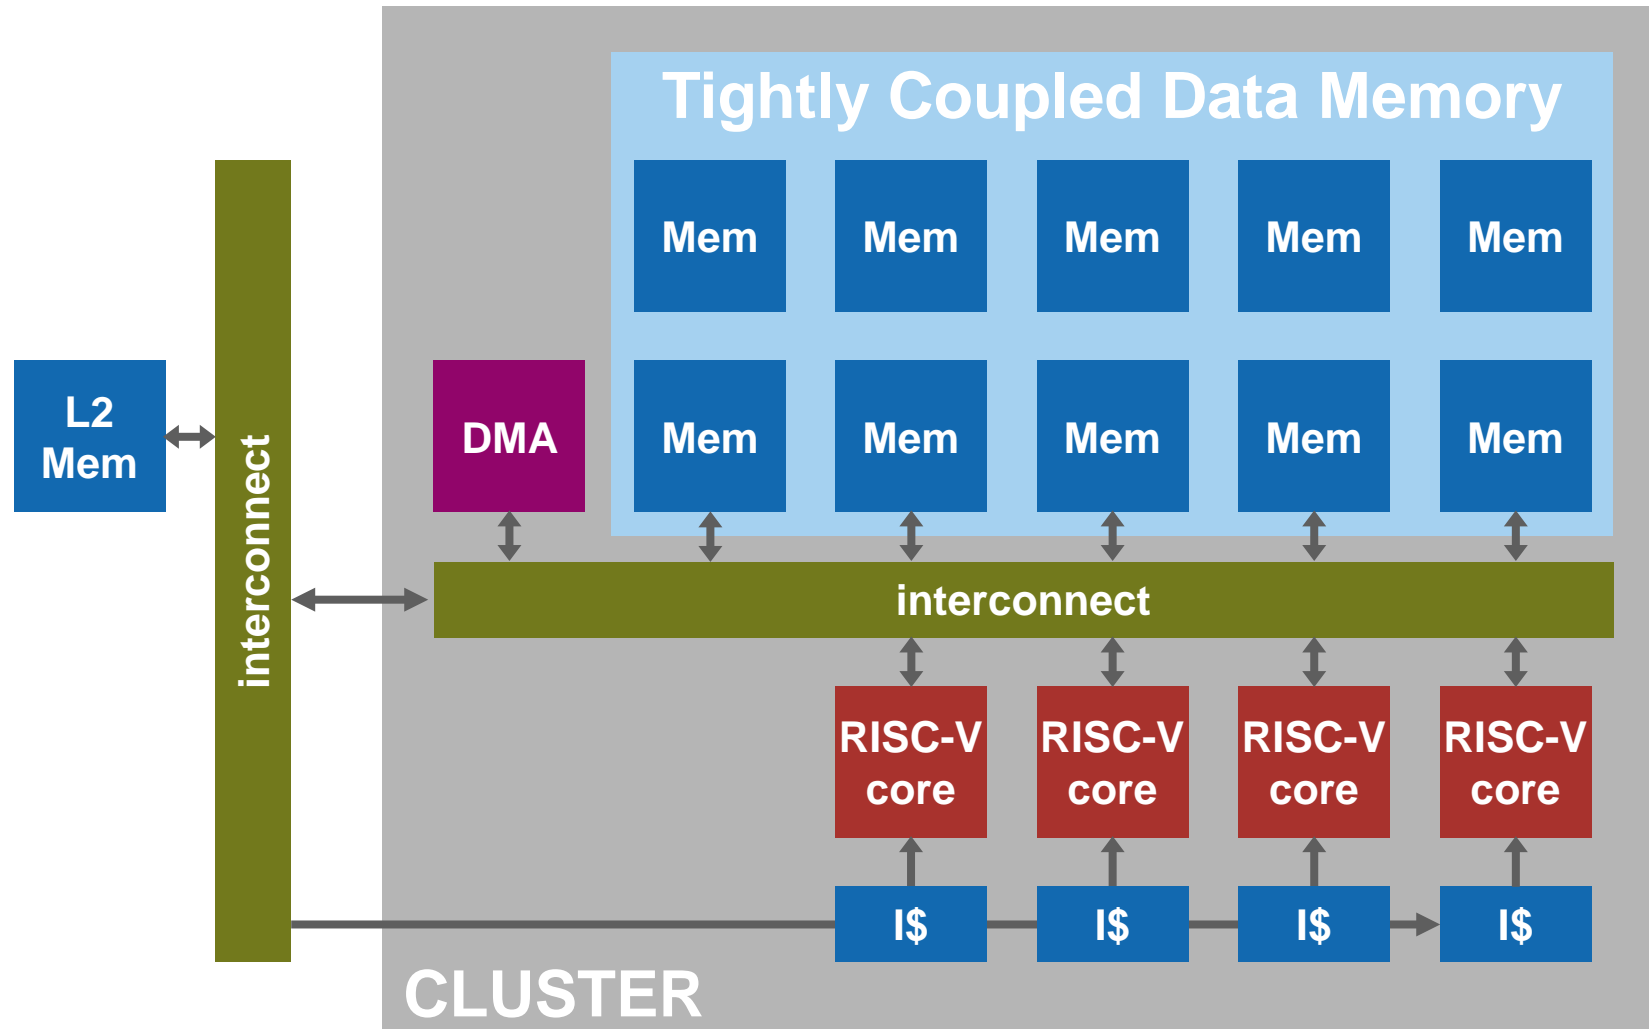 Tightly Coupled Data Memory
Mem
Mem
Mem
Mem
Mem
L2
Mem
interconnect
DMA
Mem
Mem
Mem
Mem
Mem
interconnect
RISC-V
core
RISC-V
core
RISC-V
core
RISC-V
core
I$
I$
I$
I$
CLUSTER